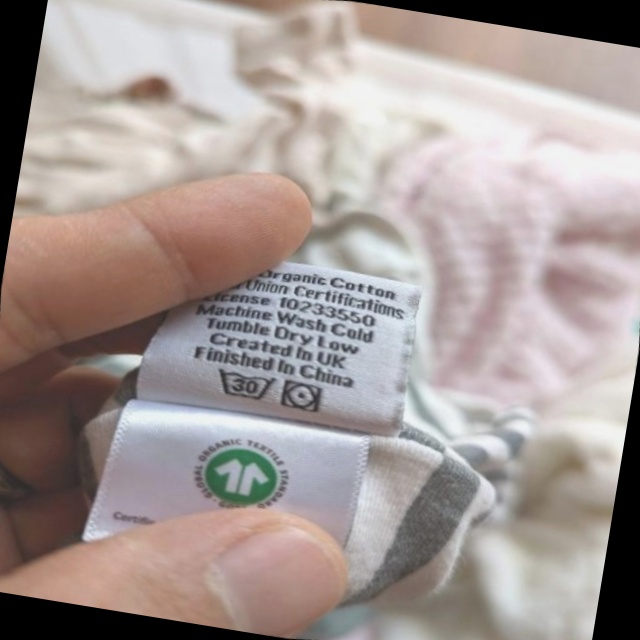 Organic Cotton
Union Certifications
License 10233550
Machine Wash Cold
Tumble Dry Low
Created In UK
Finished In China
30
GLOBAL ORGANIC TEXTILE STANDARD